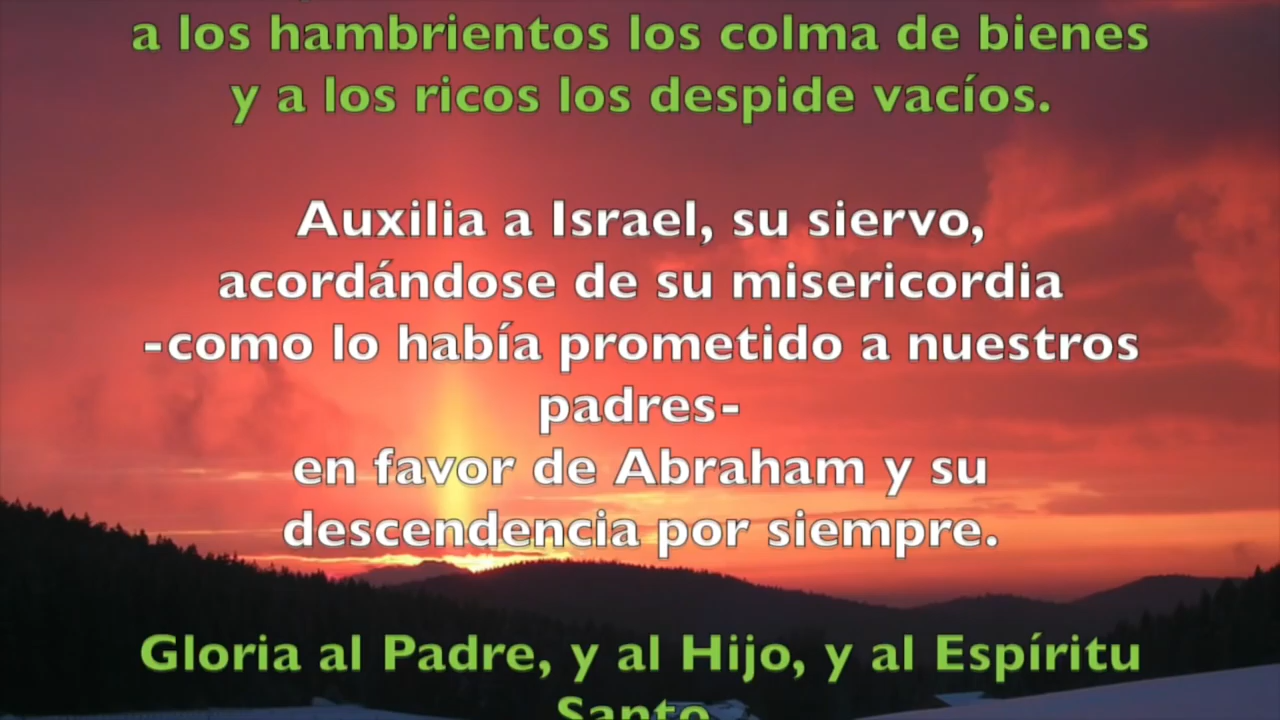 a los hambrientos los colma de bienes
y a los ricos los despide vacíos.
Auxilia a Israel, su siervo,
acordándose de su misericordia
-como lo había prometido a nuestros
padres-
en favor de Abraham y su
descendencia por siempre.
Gloria al Padre, y al Hijo, y al Espíritu
Santo